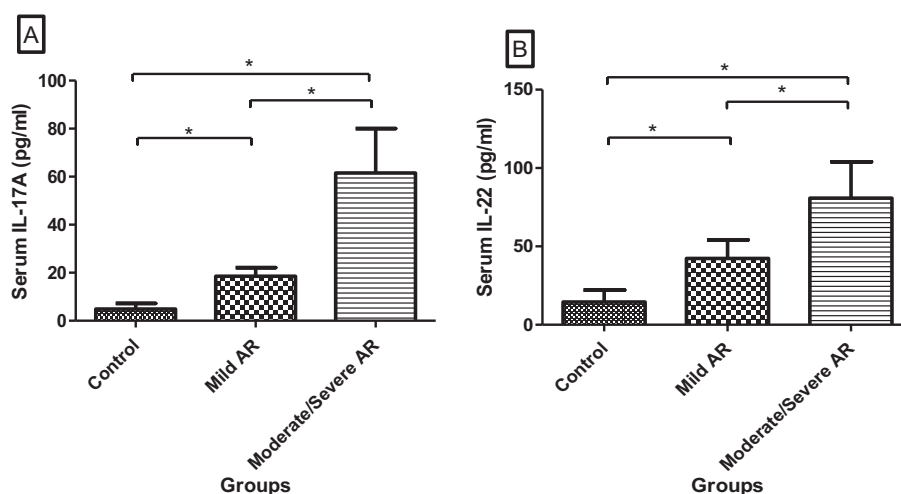 A
Serum IL-17A (pg/ml)
100
80
60
40
20
0
*
*
*
Control
Mild AR
Moderate/Severe AR
Groups
B
Serum IL-22 (pg/ml)
150
100
50
0
*
*
*
Control
Mild AR
Moderate/Severe AR
Groups